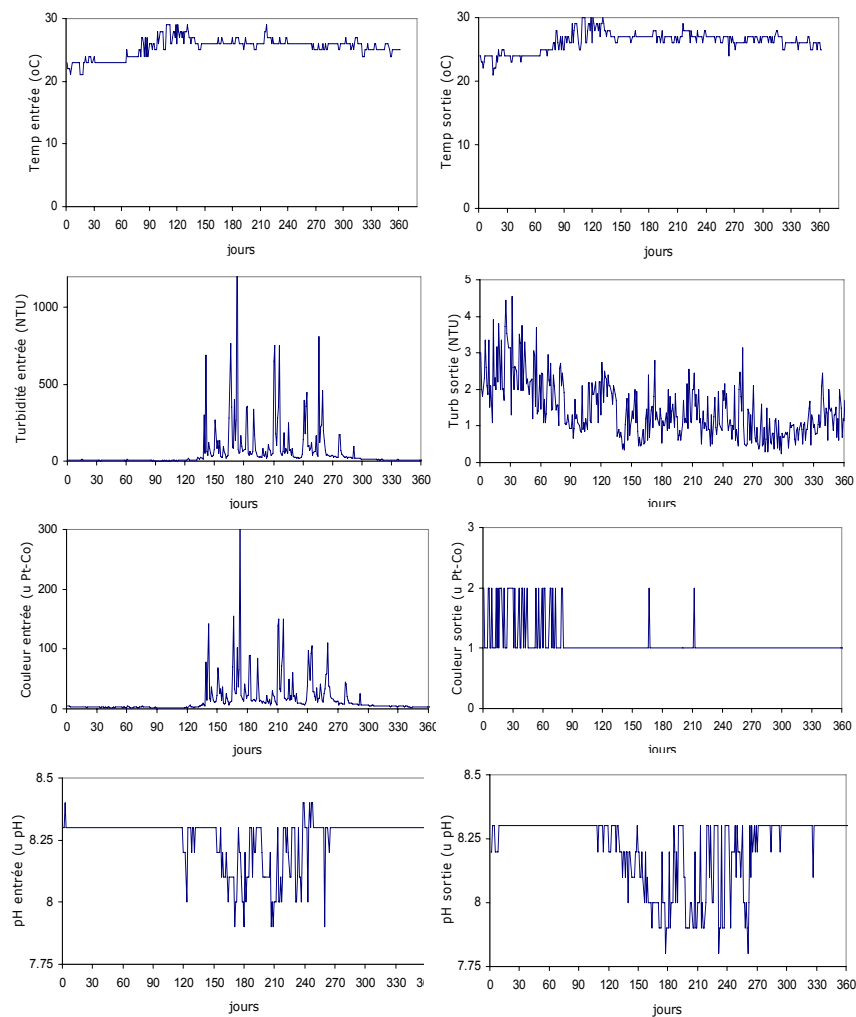 Temp entrée (oC)
30
20
10
0
0 30 60 90 120 150 180 210 240 270 300 330 360
jours
Temp sortie (oC)
30
20
10
0
0 30 60 90 120 150 180 210 240 270 300 330 360
jours
Turbidité entrée (NTU)
1000
500
0
0 30 60 90 120 150 180 210 240 270 300 330 360
jours
Turb sortie (NTU)
5
4
3
2
1
0
0 30 60 90 120 150 180 210 240 270 300 330 360
jours
Couleur entrée (u Pt-Co)
300
200
100
0
0 30 60 90 120 150 180 210 240 270 300 330 360
jours
Couleur sortie (u Pt-Co)
3
2
1
0
0 30 60 90 120 150 180 210 240 270 300 330 360
jours
pH entrée (u pH)
8.5
8.25
8
7.75
0 30 60 90 120 150 180 210 240 270 300 330 360
jours
pH sortie (u pH)
8.5
8.25
8
7.75
0 30 60 90 120 150 180 210 240 270 300 330 360
jours